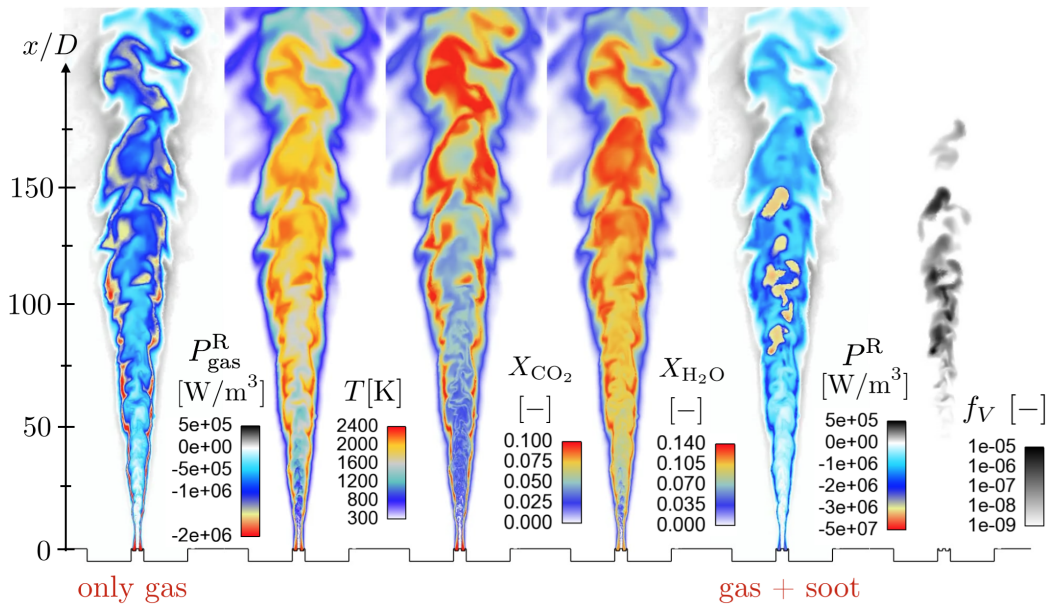 x/D
150
100
50
0
P^R_gas
[W/m³]
5e+05
0e+00
-5e+05
-1e+06
-2e+06
T[K]
2400
2000
1600
1200
800
300
X_CO₂
[−]
0.100
0.075
0.050
0.025
0.000
X_H₂O
[−]
0.140
0.105
0.070
0.035
0.000
P^R
[W/m³]
5e+05
0e+00
-1e+06
-2e+06
-3e+06
-5e+07
f_V [−]
1e-05
1e-06
1e-07
1e-08
1e-09
only gas
gas + soot